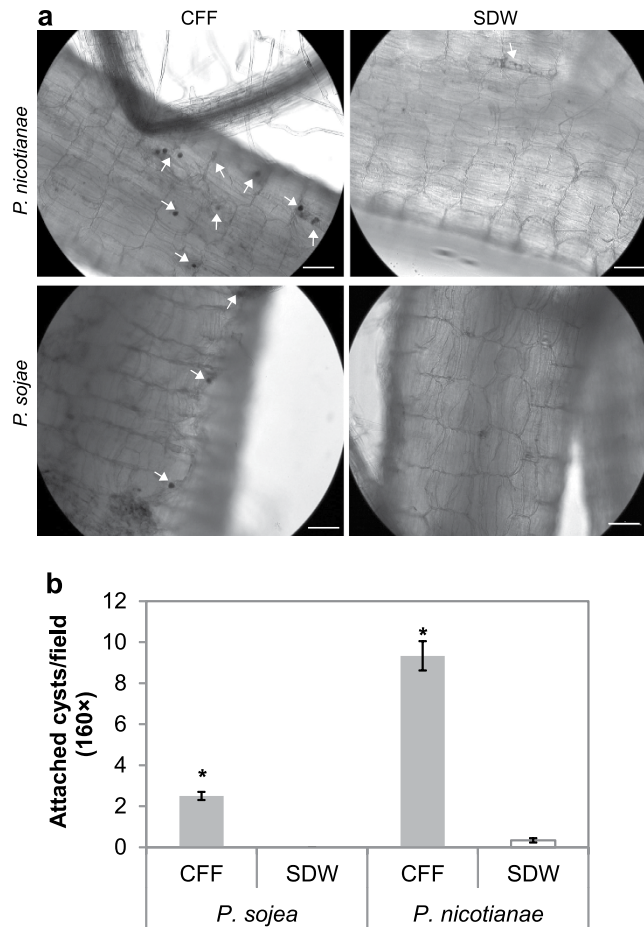 a
CFF SDW
P. nicotianae
P. sojae
b
Attached cysts/field
(160×)
12
10
8
6
4
2
0
*
*
CFF SDW CFF SDW
P. sojea P. nicotianae